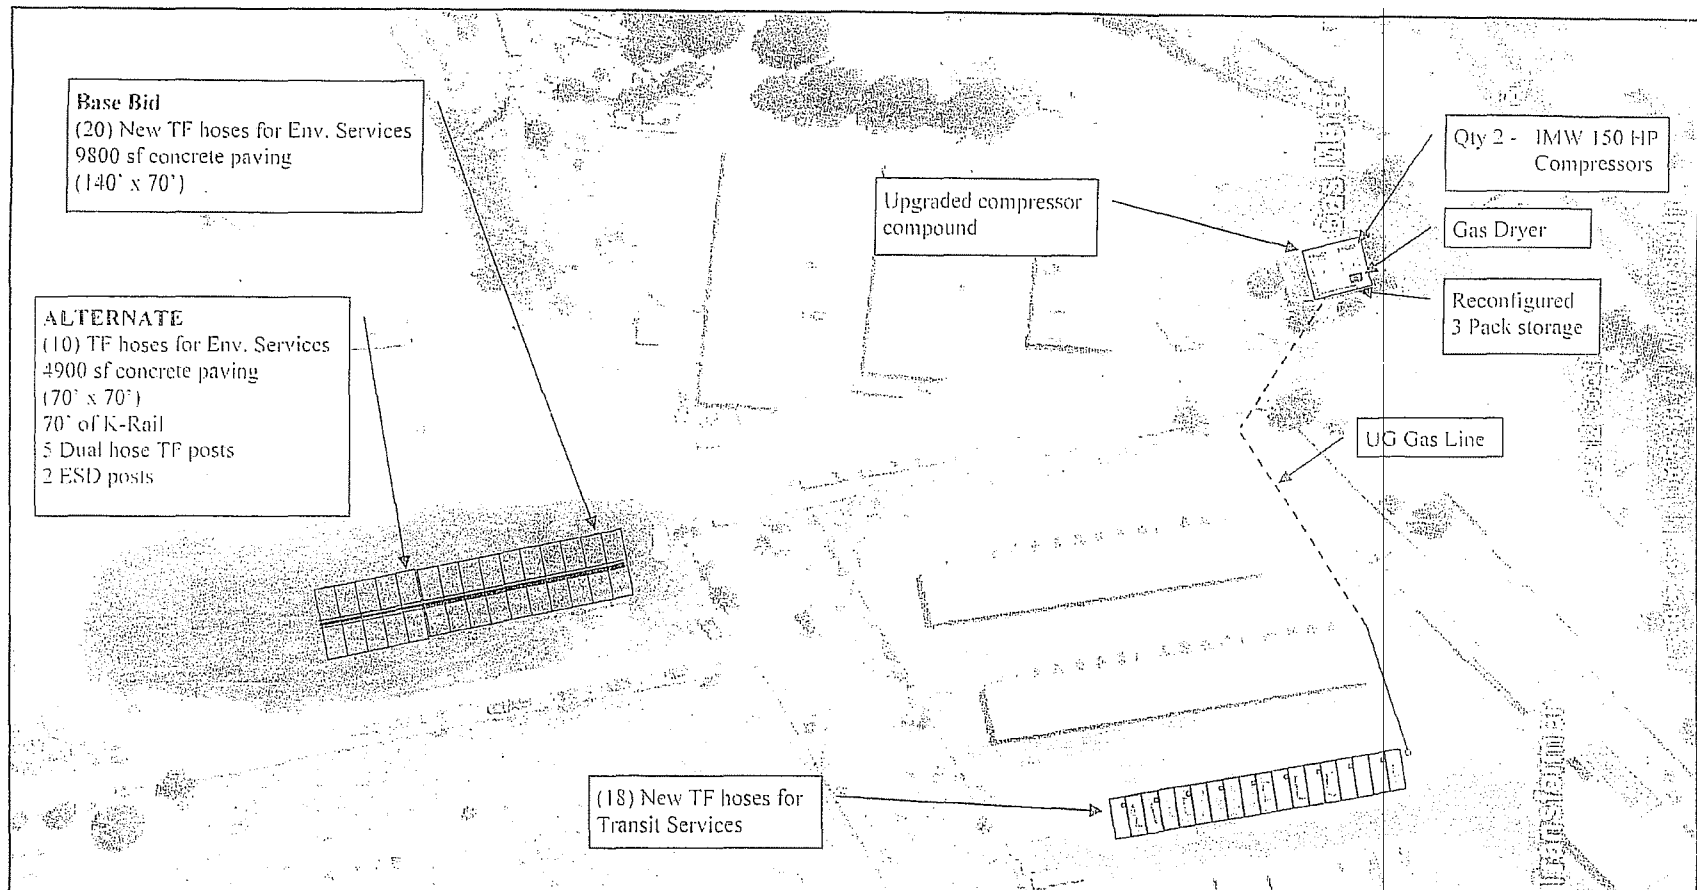 Base Bid
(20) New TF hoses for Env. Services
9800 sf concrete paving
(140' x 70')
ALTERNATE
(10) TF hoses for Env. Services
4900 sf concrete paving
(70' x 70')
70' of K-Rail
5 Dual hose TF posts
2 ESD posts
Upgraded compressor
compound
Gas Meter
Qty 2 - IMW 150 HP
Compressors
Gas Dryer
Reconfigured
3 Pack storage
UG Gas Line
(18) New TF hoses for
Transit Services
Transformer